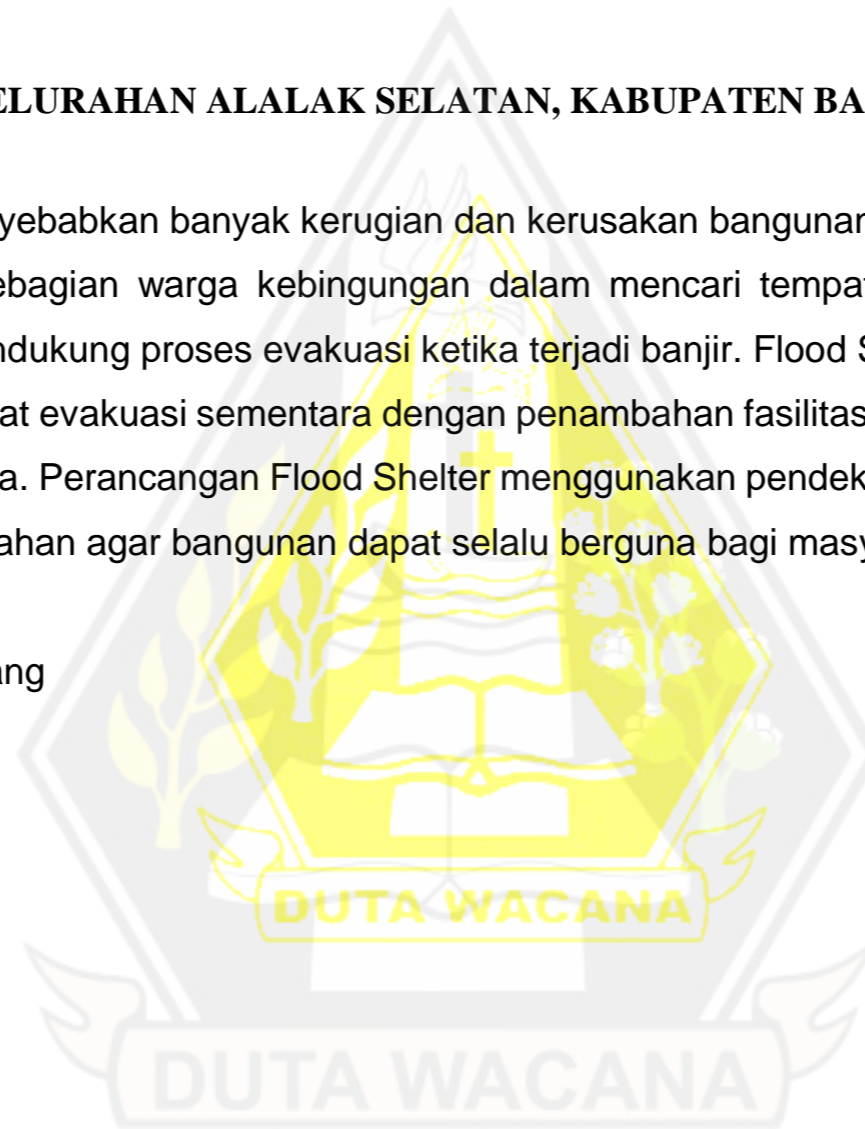 ELURAHAN ALALAK SELATAN, KABUPATEN BA
yebabkan banyak kerugian dan kerusakan bangunan
ebagian warga kebingungan dalam mencari tempat
ndukung proses evakuasi ketika terjadi banjir. Flood S
at evakuasi sementara dengan penambahan fasilitas
a. Perancangan Flood Shelter menggunakan pendek
ahan agar bangunan dapat selalu berguna bagi masy
ang
DUTA WACANA
DUTA WACANA